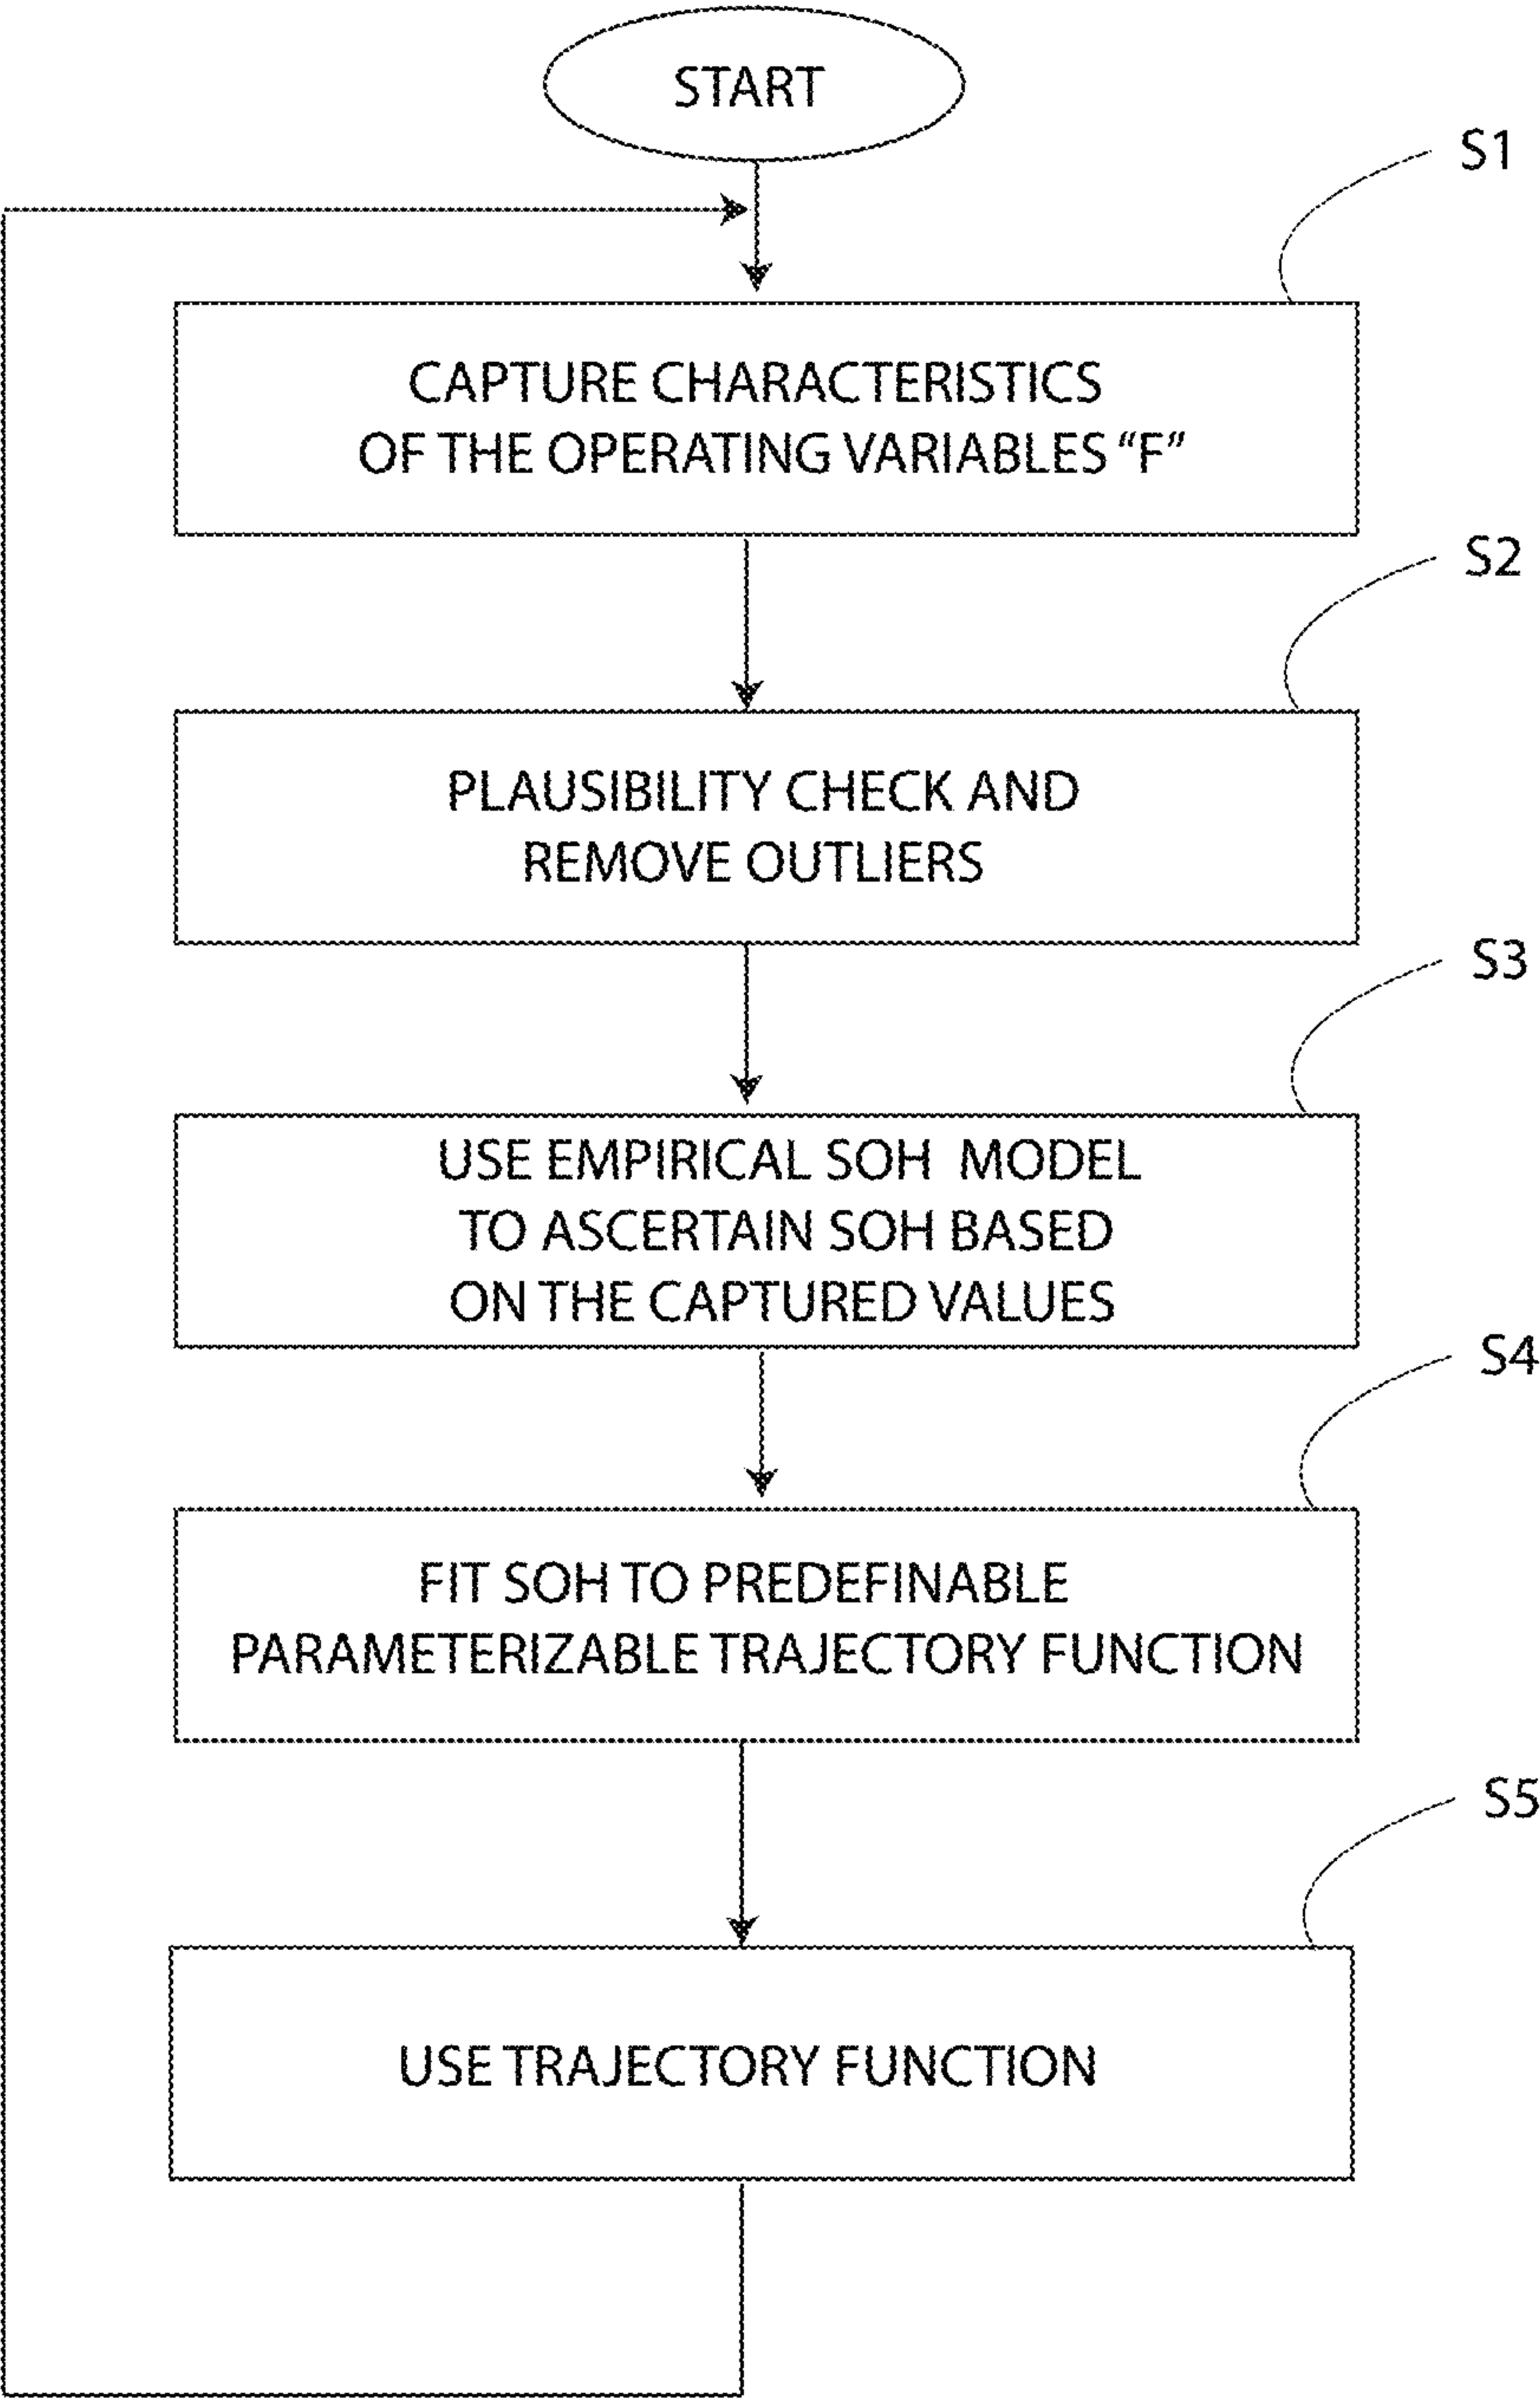 START
S1
CAPTURE CHARACTERISTICS
OF THE OPERATING VARIABLES “F”
S2
PLAUSIBILITY CHECK AND
REMOVE OUTLIERS
S3
USE EMPIRICAL SOH MODEL
TO ASCERTAIN SOH BASED
ON THE CAPTURED VALUES
S4
FIT SOH TO PREDEFINABLE
PARAMETERIZABLE TRAJECTORY FUNCTION
S5
USE TRAJECTORY FUNCTION